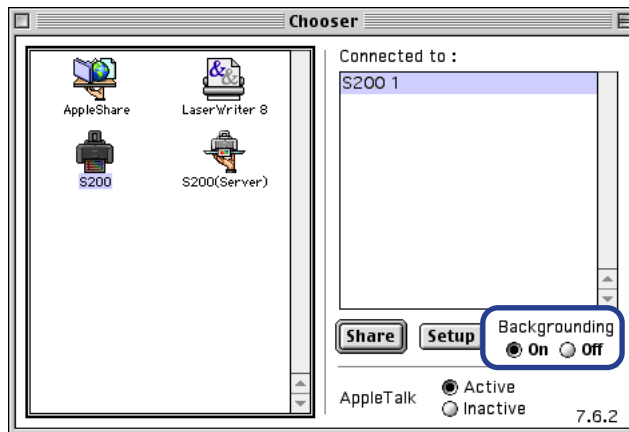 Chooser
AppleShare
LaserWriter 8
S200
S200(Server)
Connected to :
S200 1
Share
Setup
Backgrounding
On Off
AppleTalk
Active
Inactive
7.6.2